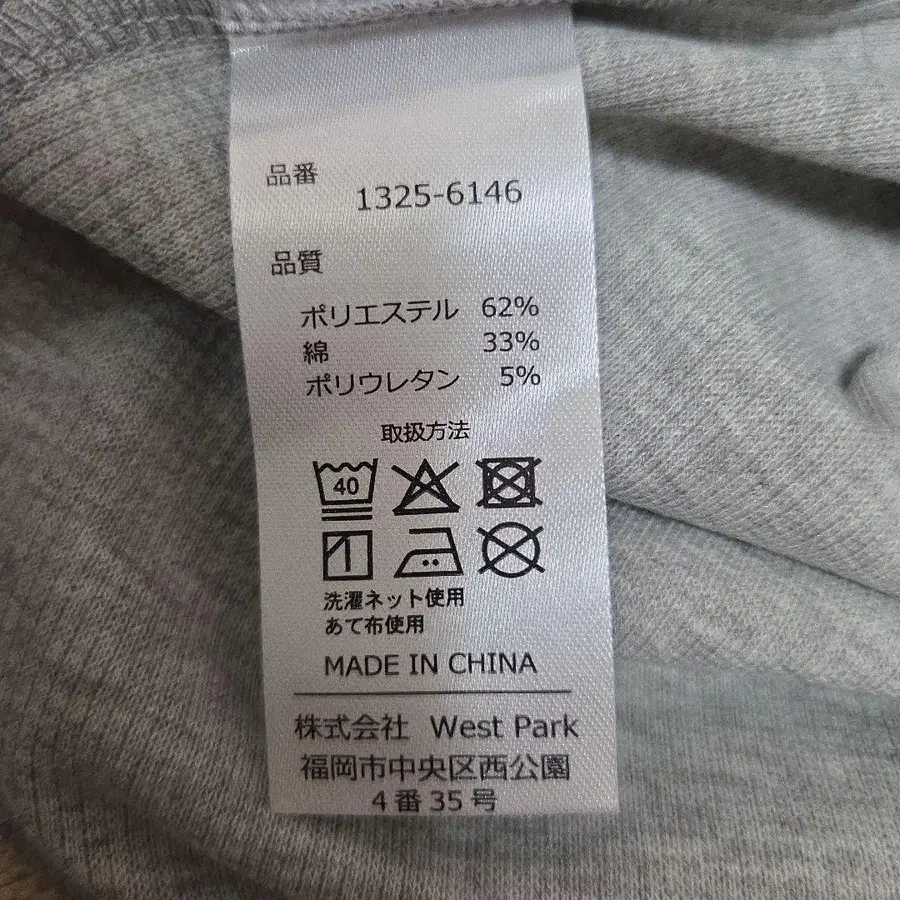 品番
1325-6146
品質
ポリエステル 62%
綿 33%
ポリウレタン 5%
取扱方法
40
洗濯ネット使用
あて布使用
MADE IN CHINA
株式会社 West Park
福岡市中央区西公園
4番35号